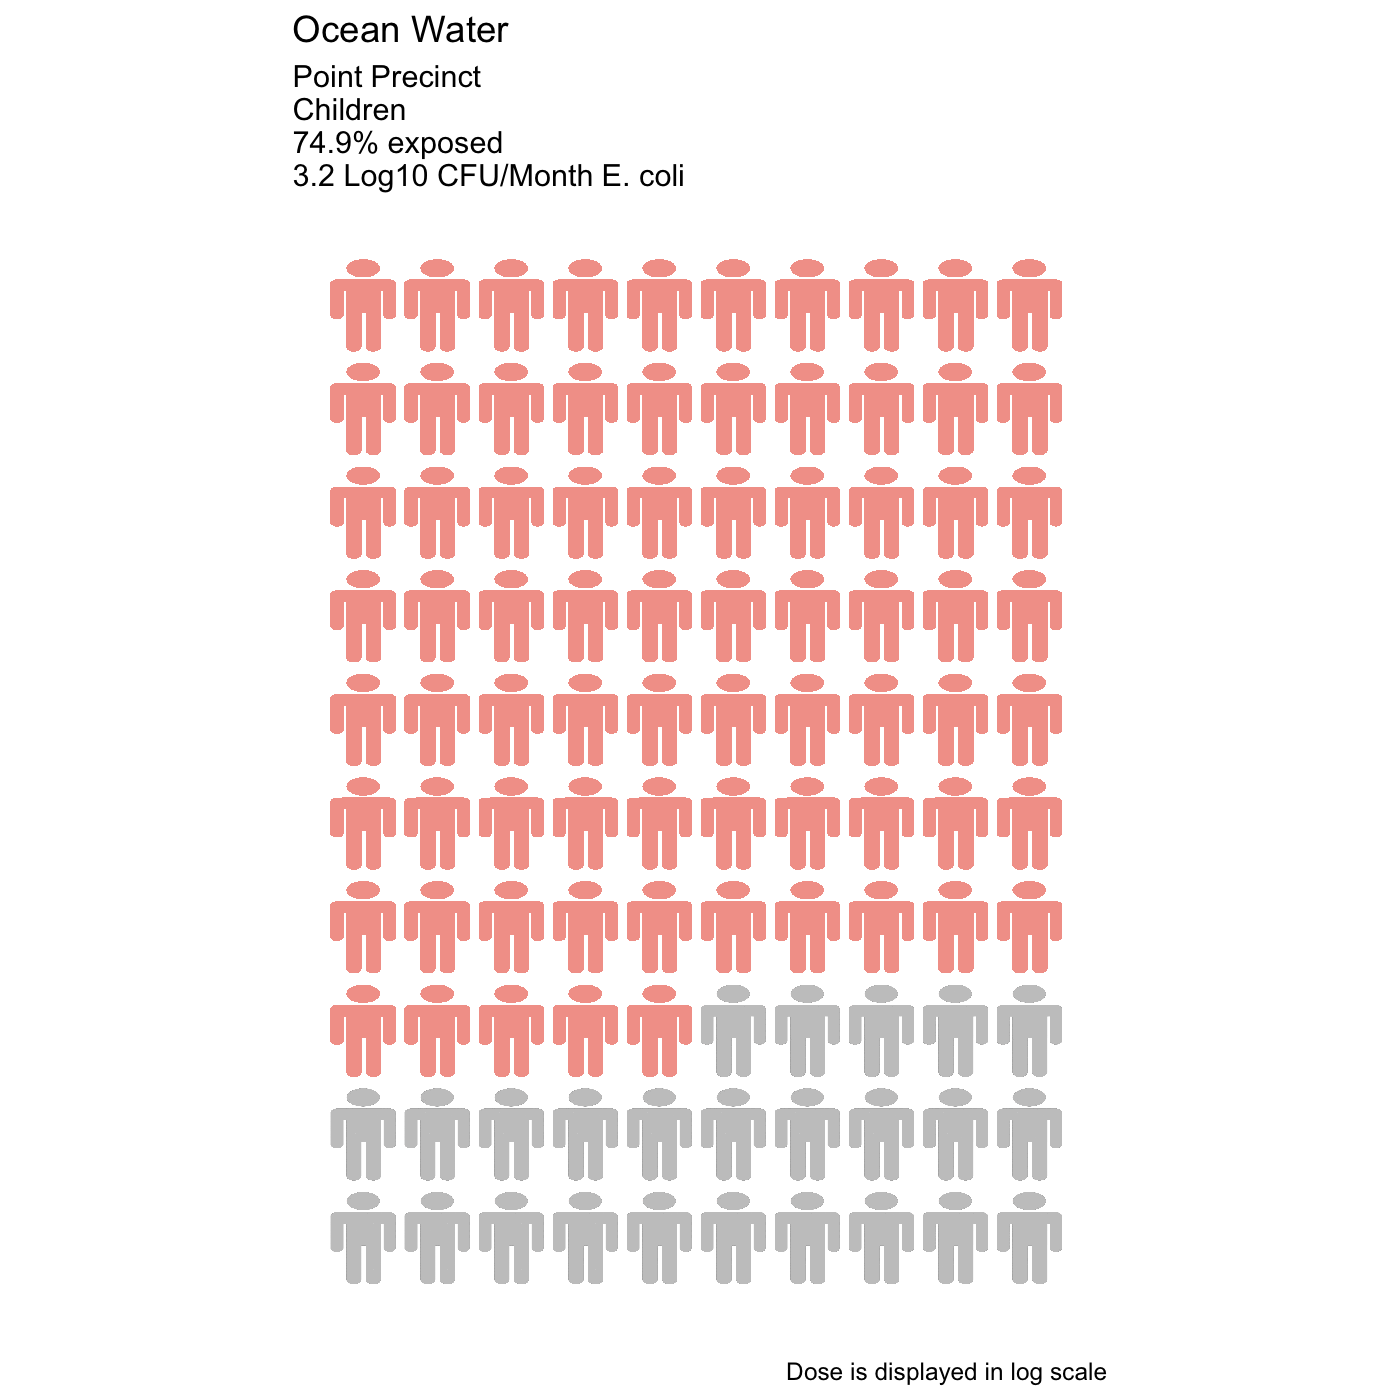 Ocean Water
Point Precinct
Children
74.9% exposed
3.2 Log10 CFU/Month E. coli
Dose is displayed in log scale